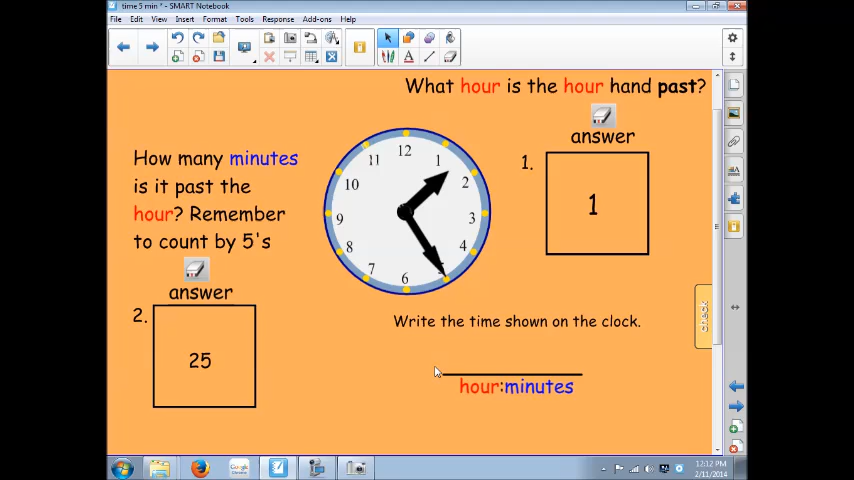 time 5 min * - SMART Notebook
File Edit View Insert Format Tools Response Add-ons Help
What hour is the hour hand past?
answer
1.
1
How many minutes
is it past the
hour? Remember
to count by 5's
answer
2.
25
12
1
2
3
4
5
6
7
8
9
10
11
Write the time shown on the clock.
hour:minutes
check
12:12 PM
2/11/2014